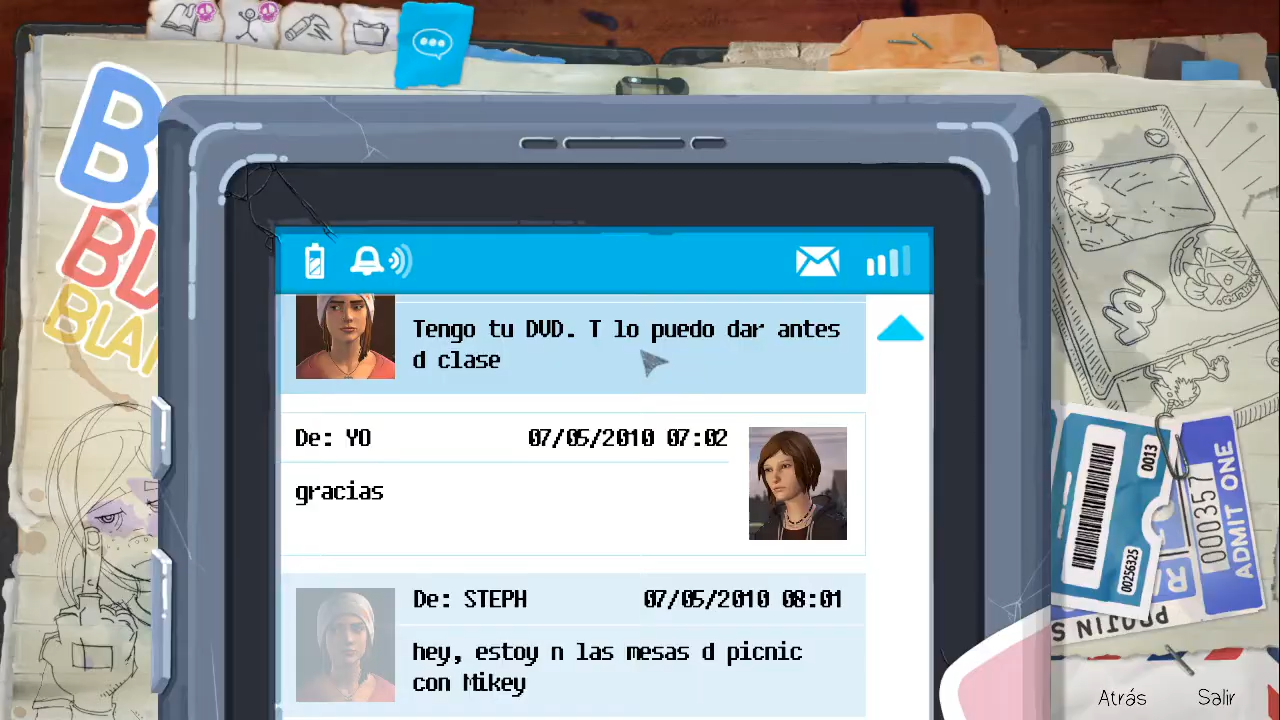 Tengo tu DVD. T lo puedo dar antes
d clase
De: YO 07/05/2010 07:02
gracias
De: STEPH 07/05/2010 08:01
hey, estoy n las mesas d picnic
con Mikey
0013
00256325
000357
ADMIT ONE
Atrás Salir